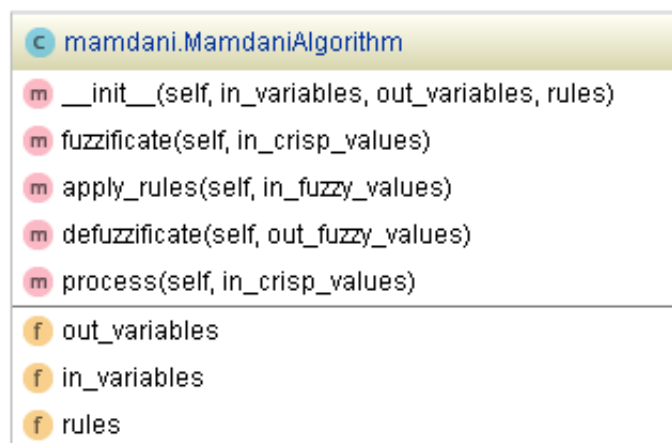 C mamdani.MamdaniAlgorithm
m __init__(self, in_variables, out_variables, rules)
m fuzzificate(self, in_crisp_values)
m apply_rules(self, in_fuzzy_values)
m defuzzificate(self, out_fuzzy_values)
m process(self, in_crisp_values)
f out_variables
f in_variables
f rules